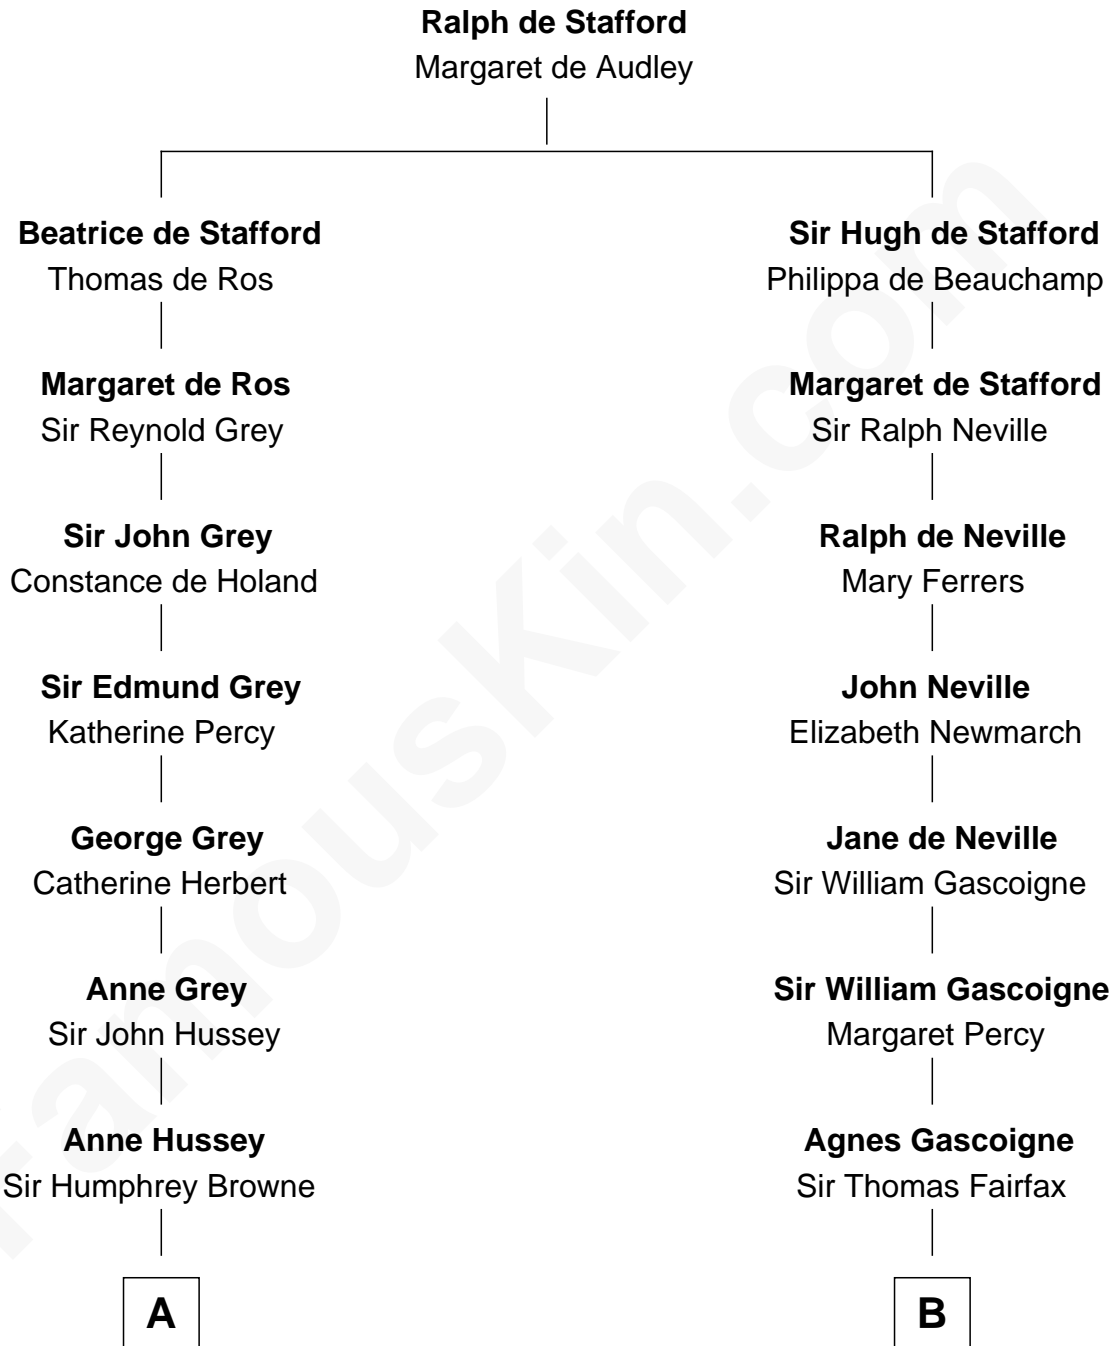 Ralph de Stafford
Margaret de Audley
Beatrice de Stafford
Thomas de Ros
Sir Hugh de Stafford
Philippa de Beauchamp
Margaret de Ros
Sir Reynold Grey
Margaret de Stafford
Sir Ralph Neville
Sir John Grey
Constance de Holand
Ralph de Neville
Mary Ferrers
Sir Edmund Grey
Katherine Percy
John Neville
Elizabeth Newmarch
George Grey
Catherine Herbert
Jane de Neville
Sir William Gascoigne
Anne Grey
Sir John Hussey
Sir William Gascoigne
Margaret Percy
Anne Hussey
Sir Humphrey Browne
Agnes Gascoigne
Sir Thomas Fairfax
A
B
FamousKin.com